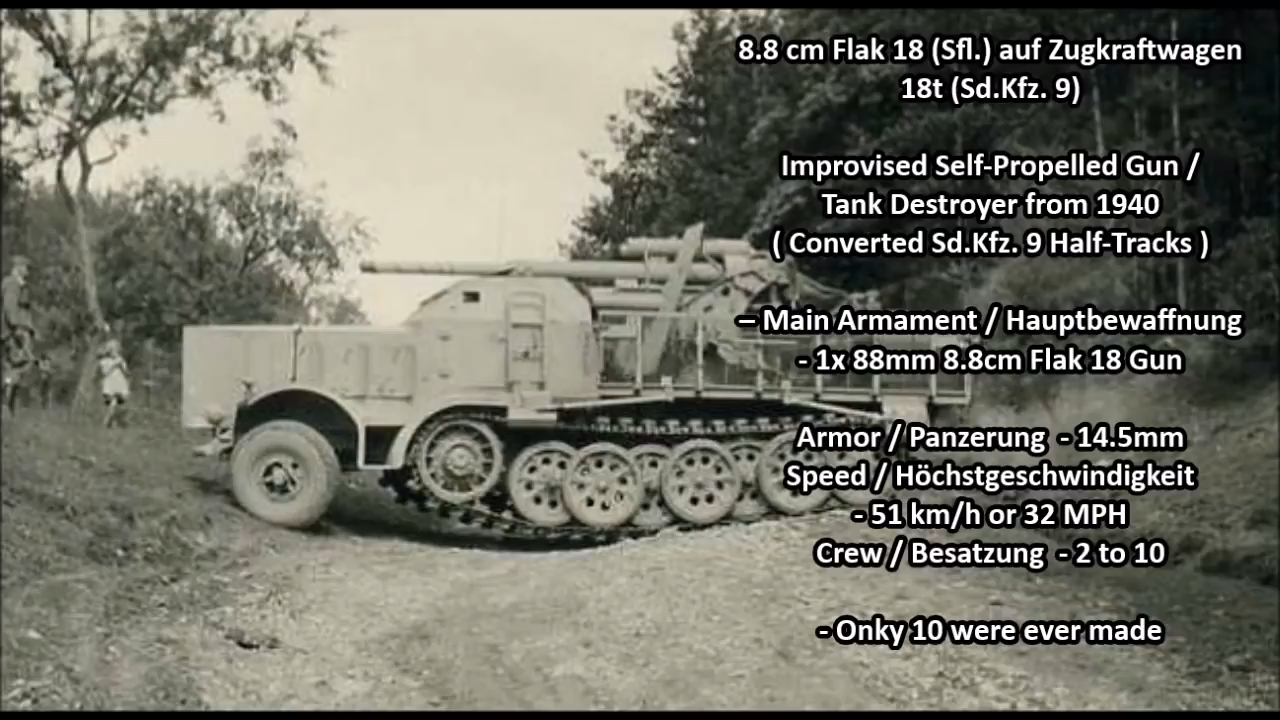 8.8 cm Flak 18 (Sfl.) auf Zugkraftwagen
18t (Sd.Kfz. 9)
Improvised Self-Propelled Gun /
Tank Destroyer from 1940
( Converted Sd.Kfz. 9 Half-Tracks )
– Main Armament / Hauptbewaffnung
- 1x 88mm 8.8cm Flak 18 Gun
Armor / Panzerung - 14.5mm
Speed / Höchstgeschwindigkeit
- 51 km/h or 32 MPH
Crew / Besatzung - 2 to 10
- Onky 10 were ever made